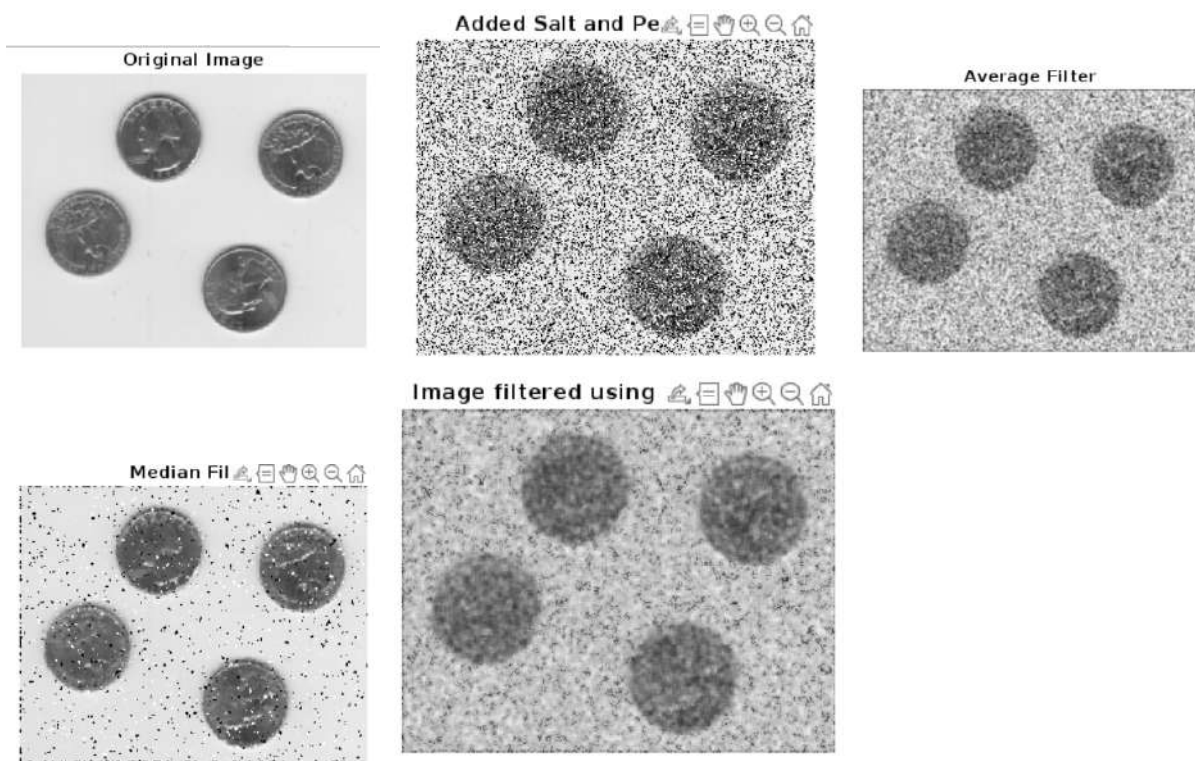 Original Image
Added Salt and Pe
Average Filter
Median Fil
Image filtered using